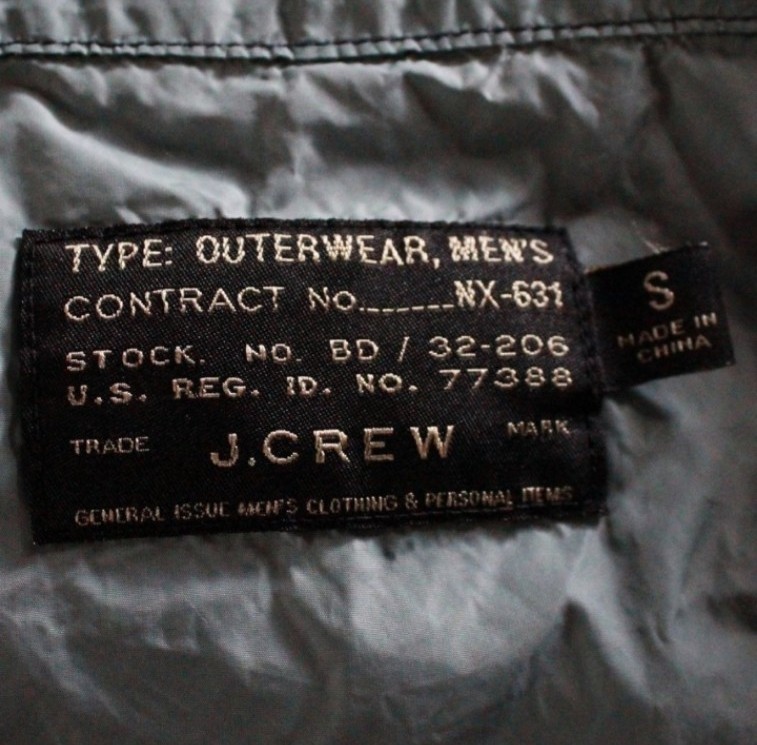 TYPE: OUTERWEAR, MEN'S
CONTRACT No.______NX-631
STOCK. NO. BD / 32-206
U.S. REG. ID. NO. 77388
TRADE J.CREW MARK
GENERAL ISSUE MEN'S CLOTHING & PERSONAL ITEMS
S
MADE IN
CHINA